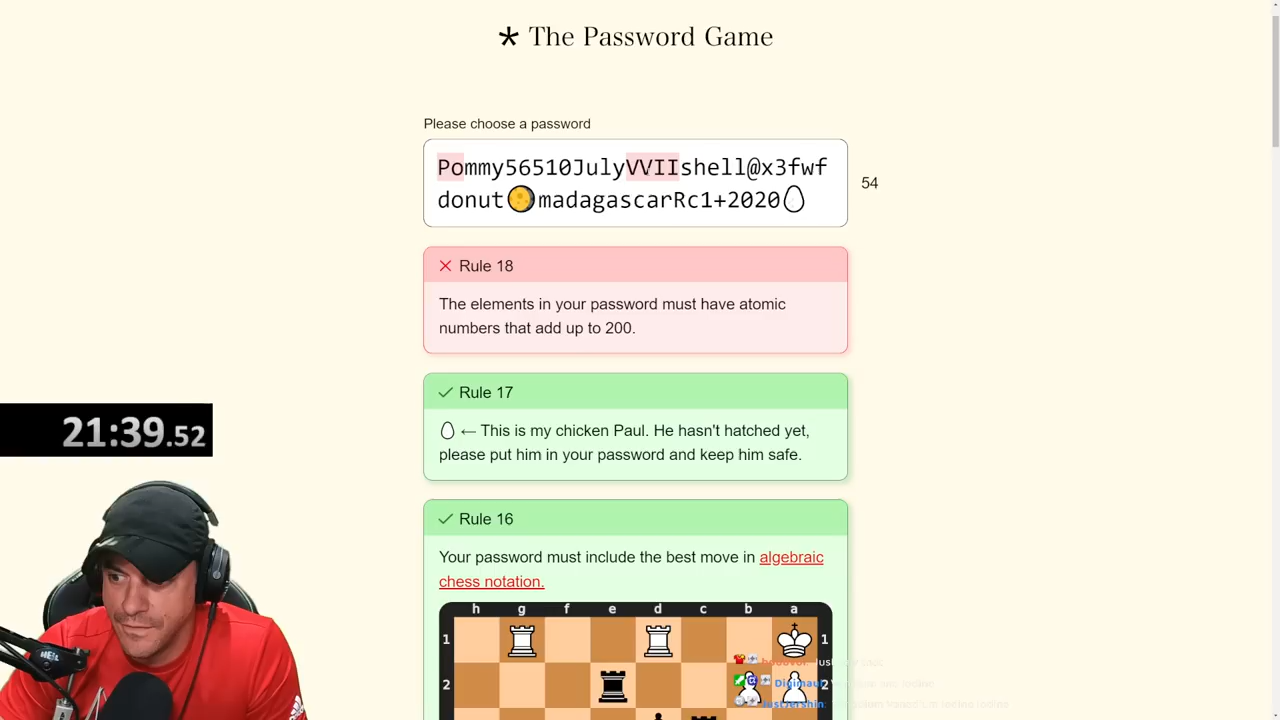 * The Password Game
Please choose a password
Pommy56510JulyVVIIshell@x3fwf
donut🌖madagascarRc1+2020🥚
54
Rule 18
The elements in your password must have atomic
numbers that add up to 200.
Rule 17
🥚 ← This is my chicken Paul. He hasn't hatched yet,
please put him in your password and keep him safe.
21:39.52
Rule 16
Your password must include the best move in algebraic
chess notation.
h g f e d c b a
1 1
2 2